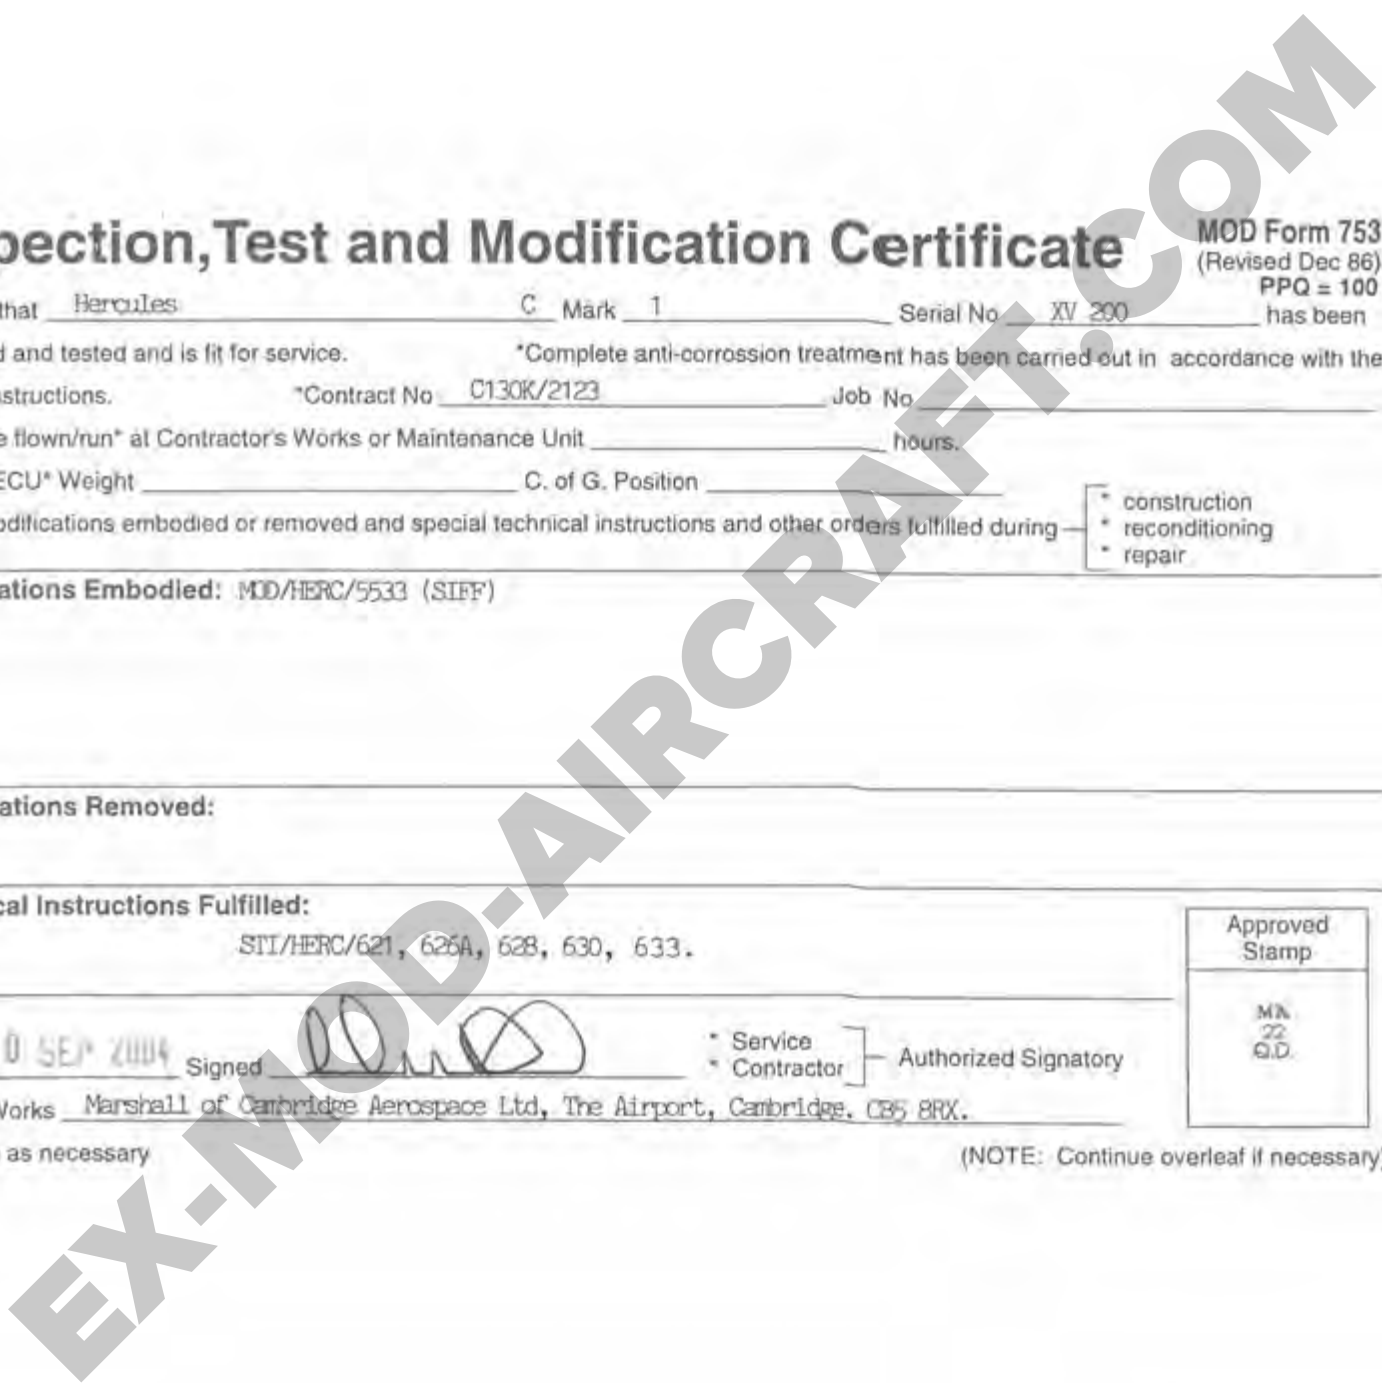 pection, Test and Modification Certificate
MOD Form 753
(Revised Dec 86)
PPQ = 100
that Hercules C Mark 1 Serial No XV 200 has been
d and tested and is fit for service. *Complete anti-corrossion treatment has been carried out in accordance with the
structions. *Contract No C130K/2123 Job No
e flown/run* at Contractor's Works or Maintenance Unit hours.
ECU* Weight C. of G. Position
odifications embodied or removed and special technical instructions and other orders fulfilled during
* construction
* reconditioning
* repair
ations Embodied: MOD/HERC/5533 (SIFF)
ations Removed:
cal Instructions Fulfilled:
STI/HERC/621, 626A, 628, 630, 633.
Approved
Stamp
MA
22
Q.D.
0 SEP 2004 Signed
* Service
* Contractor
Authorized Signatory
Works Marshall of Cambridge Aerospace Ltd, The Airport, Cambridge. CB5 8RX.
as necessary
(NOTE: Continue overleaf if necessary)
EX-MOD-AIRCRAFT.COM